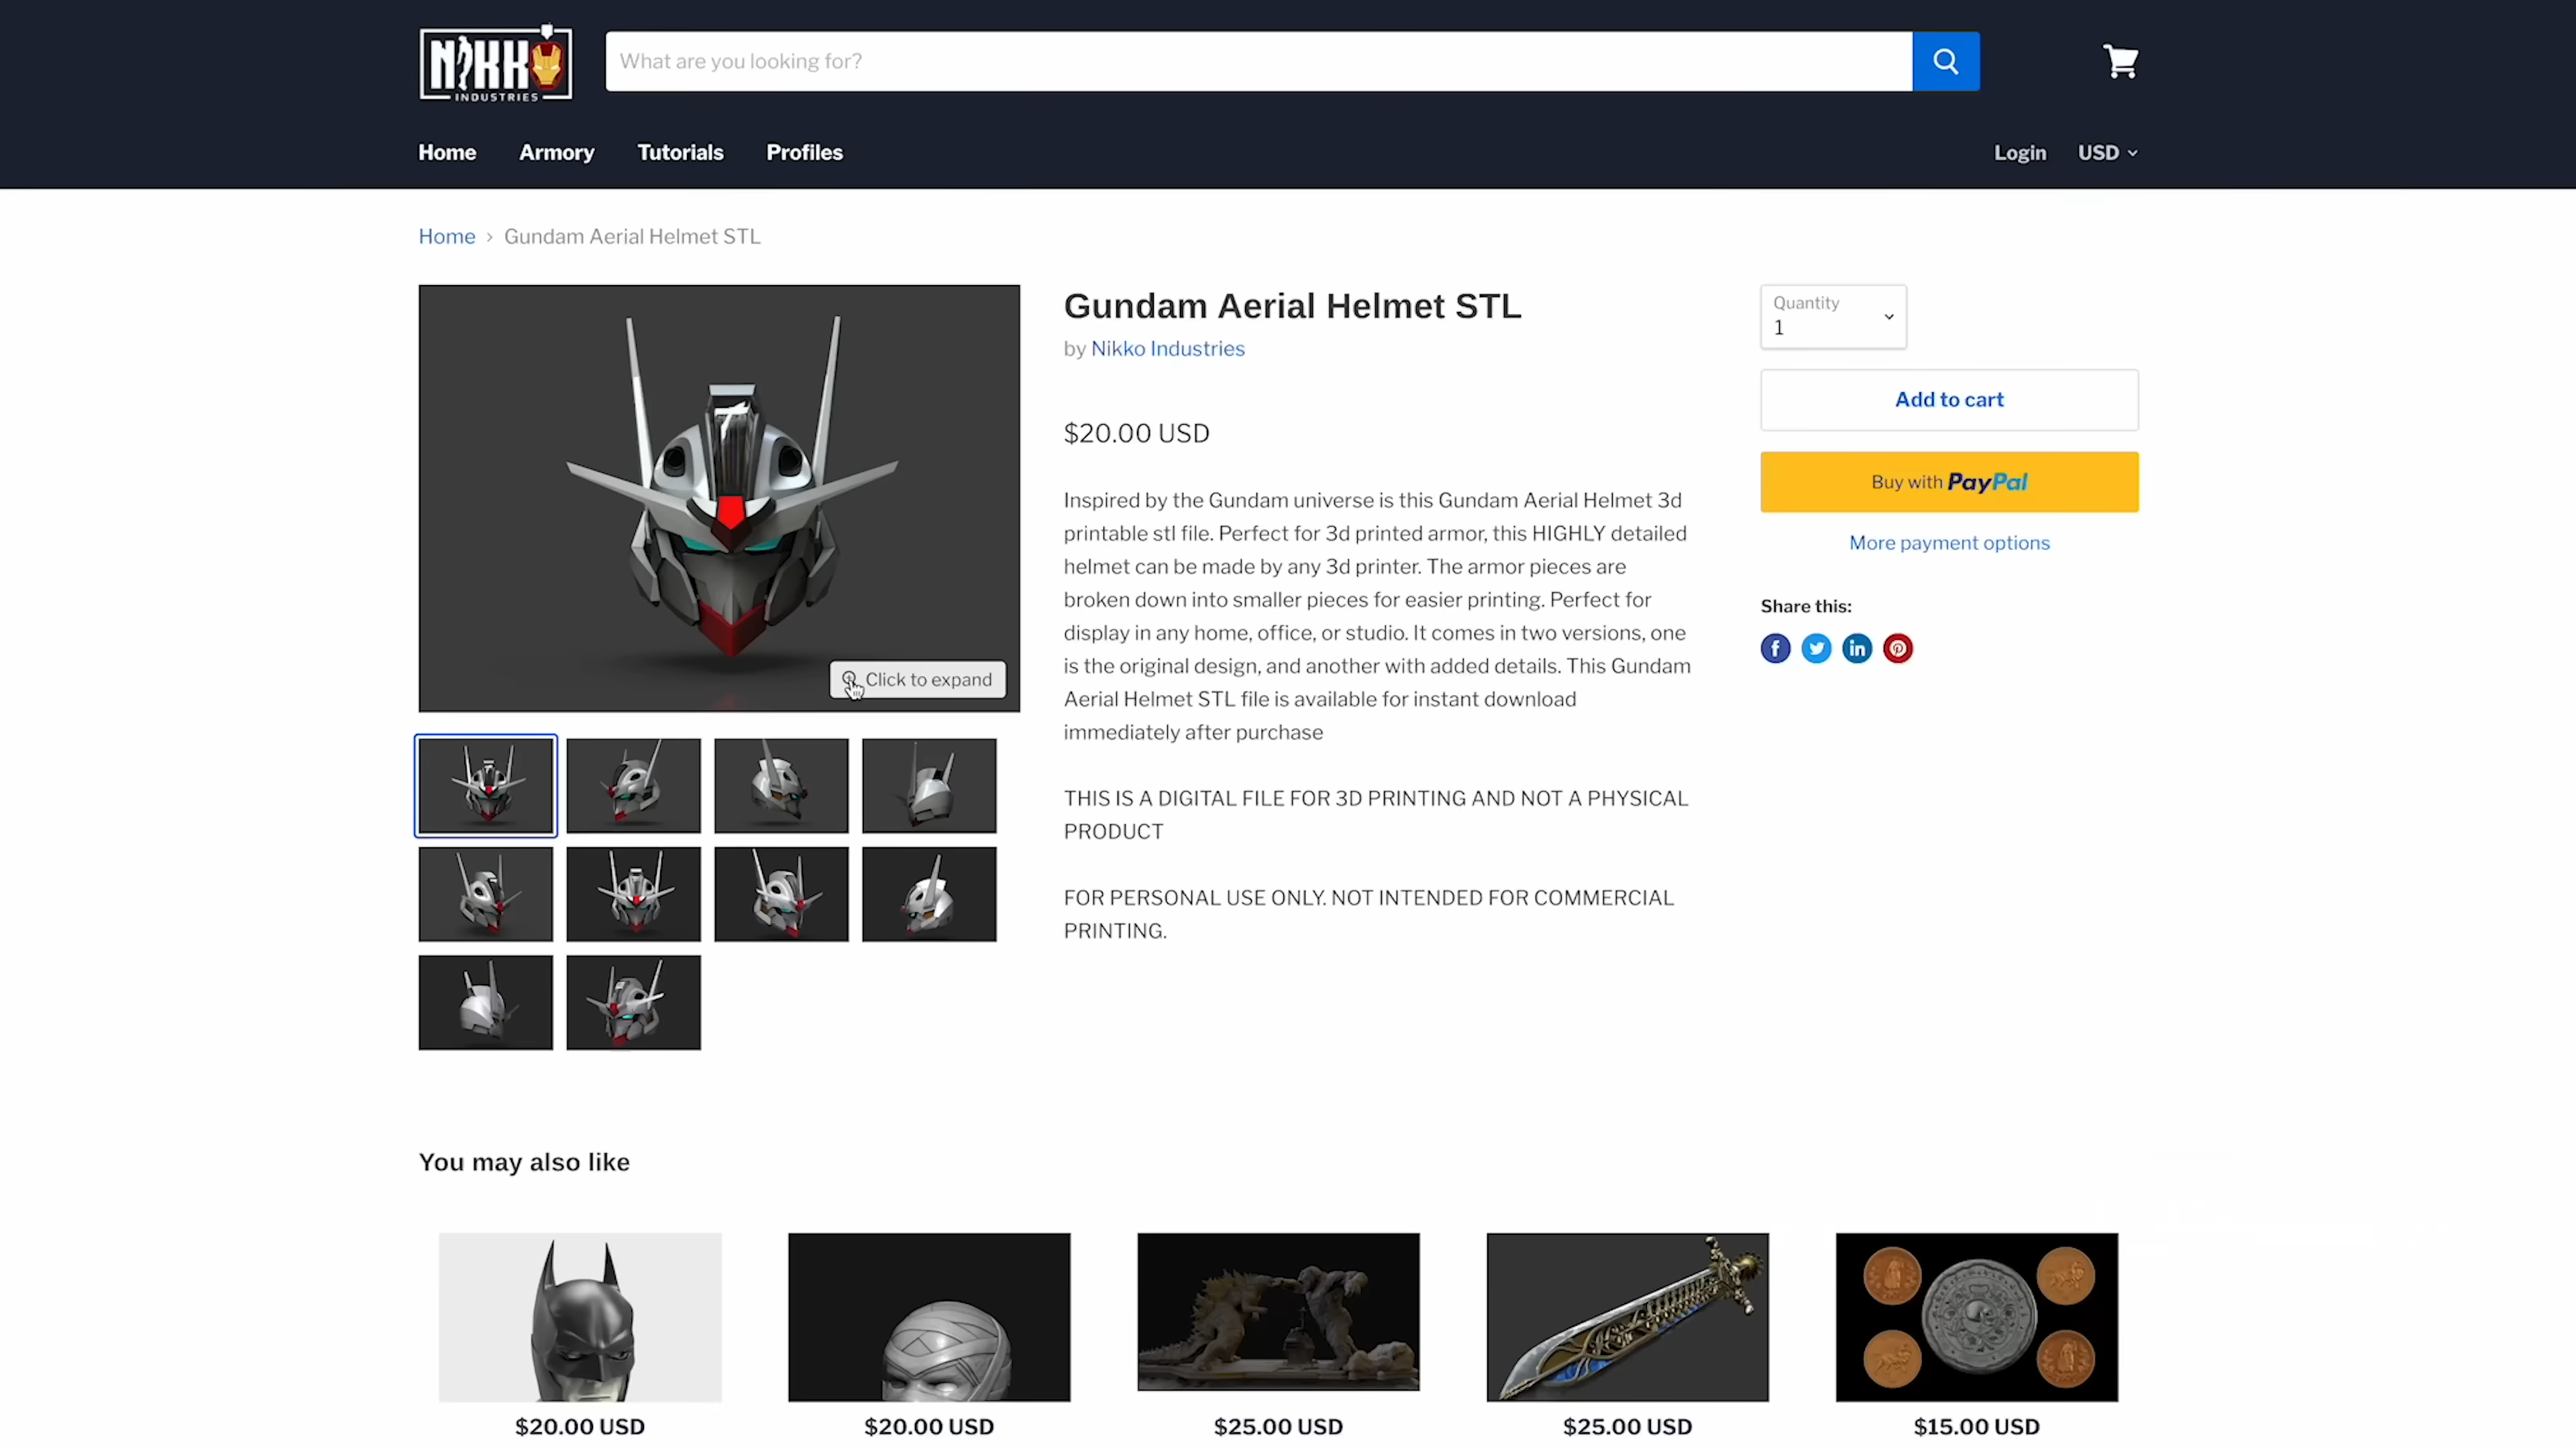 NIKKO
INDUSTRIES
What are you looking for?
Home
Armory
Tutorials
Profiles
Login
USD
Home › Gundam Aerial Helmet STL
Click to expand
Gundam Aerial Helmet STL
by Nikko Industries
$20.00 USD
Inspired by the Gundam universe is this Gundam Aerial Helmet 3d
printable stl file. Perfect for 3d printed armor, this HIGHLY detailed
helmet can be made by any 3d printer. The armor pieces are
broken down into smaller pieces for easier printing. Perfect for
display in any home, office, or studio. It comes in two versions, one
is the original design, and another with added details. This Gundam
Aerial Helmet STL file is available for instant download
immediately after purchase
THIS IS A DIGITAL FILE FOR 3D PRINTING AND NOT A PHYSICAL
PRODUCT
FOR PERSONAL USE ONLY. NOT INTENDED FOR COMMERCIAL
PRINTING.
Quantity
1
Add to cart
Buy with PayPal
More payment options
Share this:
You may also like
$20.00 USD
$20.00 USD
$25.00 USD
$25.00 USD
$15.00 USD